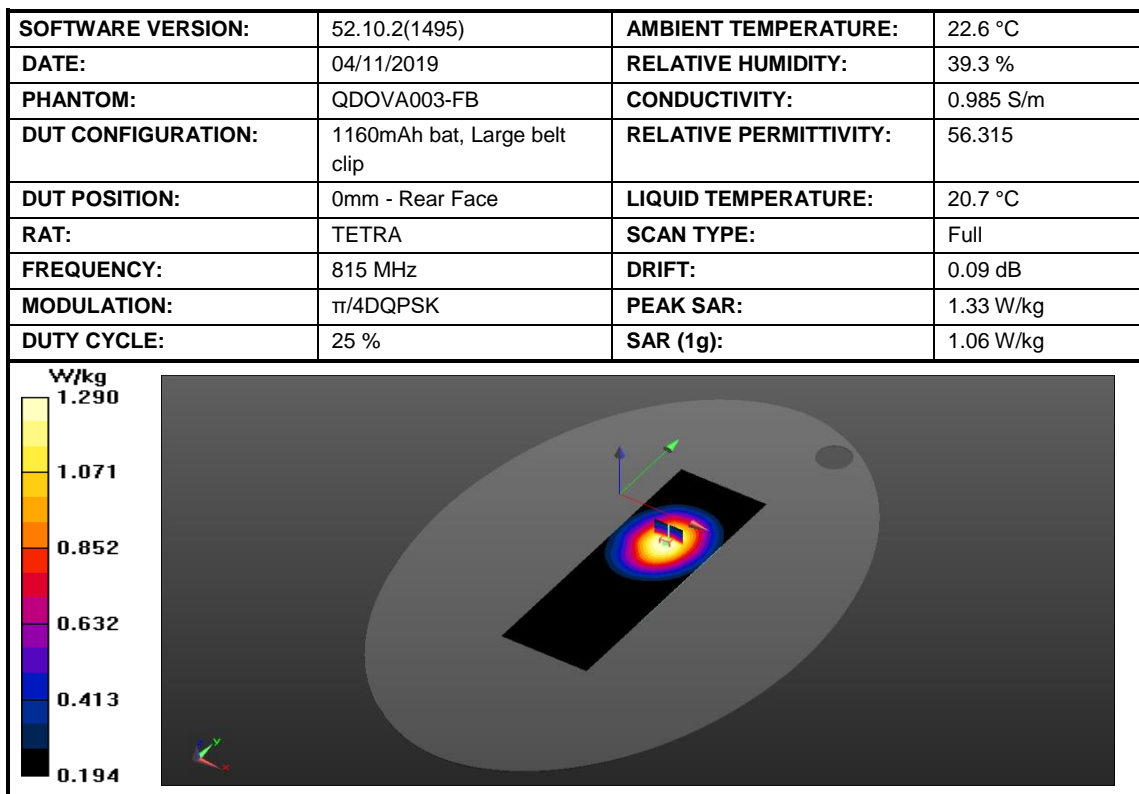 SOFTWARE VERSION: 52.10.2(1495) AMBIENT TEMPERATURE: 22.6 °C
DATE: 04/11/2019 RELATIVE HUMIDITY: 39.3 %
PHANTOM: QDOVA003-FB CONDUCTIVITY: 0.985 S/m
DUT CONFIGURATION: 1160mAh bat, Large belt RELATIVE PERMITTIVITY: 56.315
clip
DUT POSITION: 0mm - Rear Face LIQUID TEMPERATURE: 20.7 °C
RAT: TETRA SCAN TYPE: Full
FREQUENCY: 815 MHz DRIFT: 0.09 dB
MODULATION: π/4DQPSK PEAK SAR: 1.33 W/kg
DUTY CYCLE: 25 % SAR (1g): 1.06 W/kg
W/kg
1.290
1.071
0.852
0.632
0.413
0.194
y
x